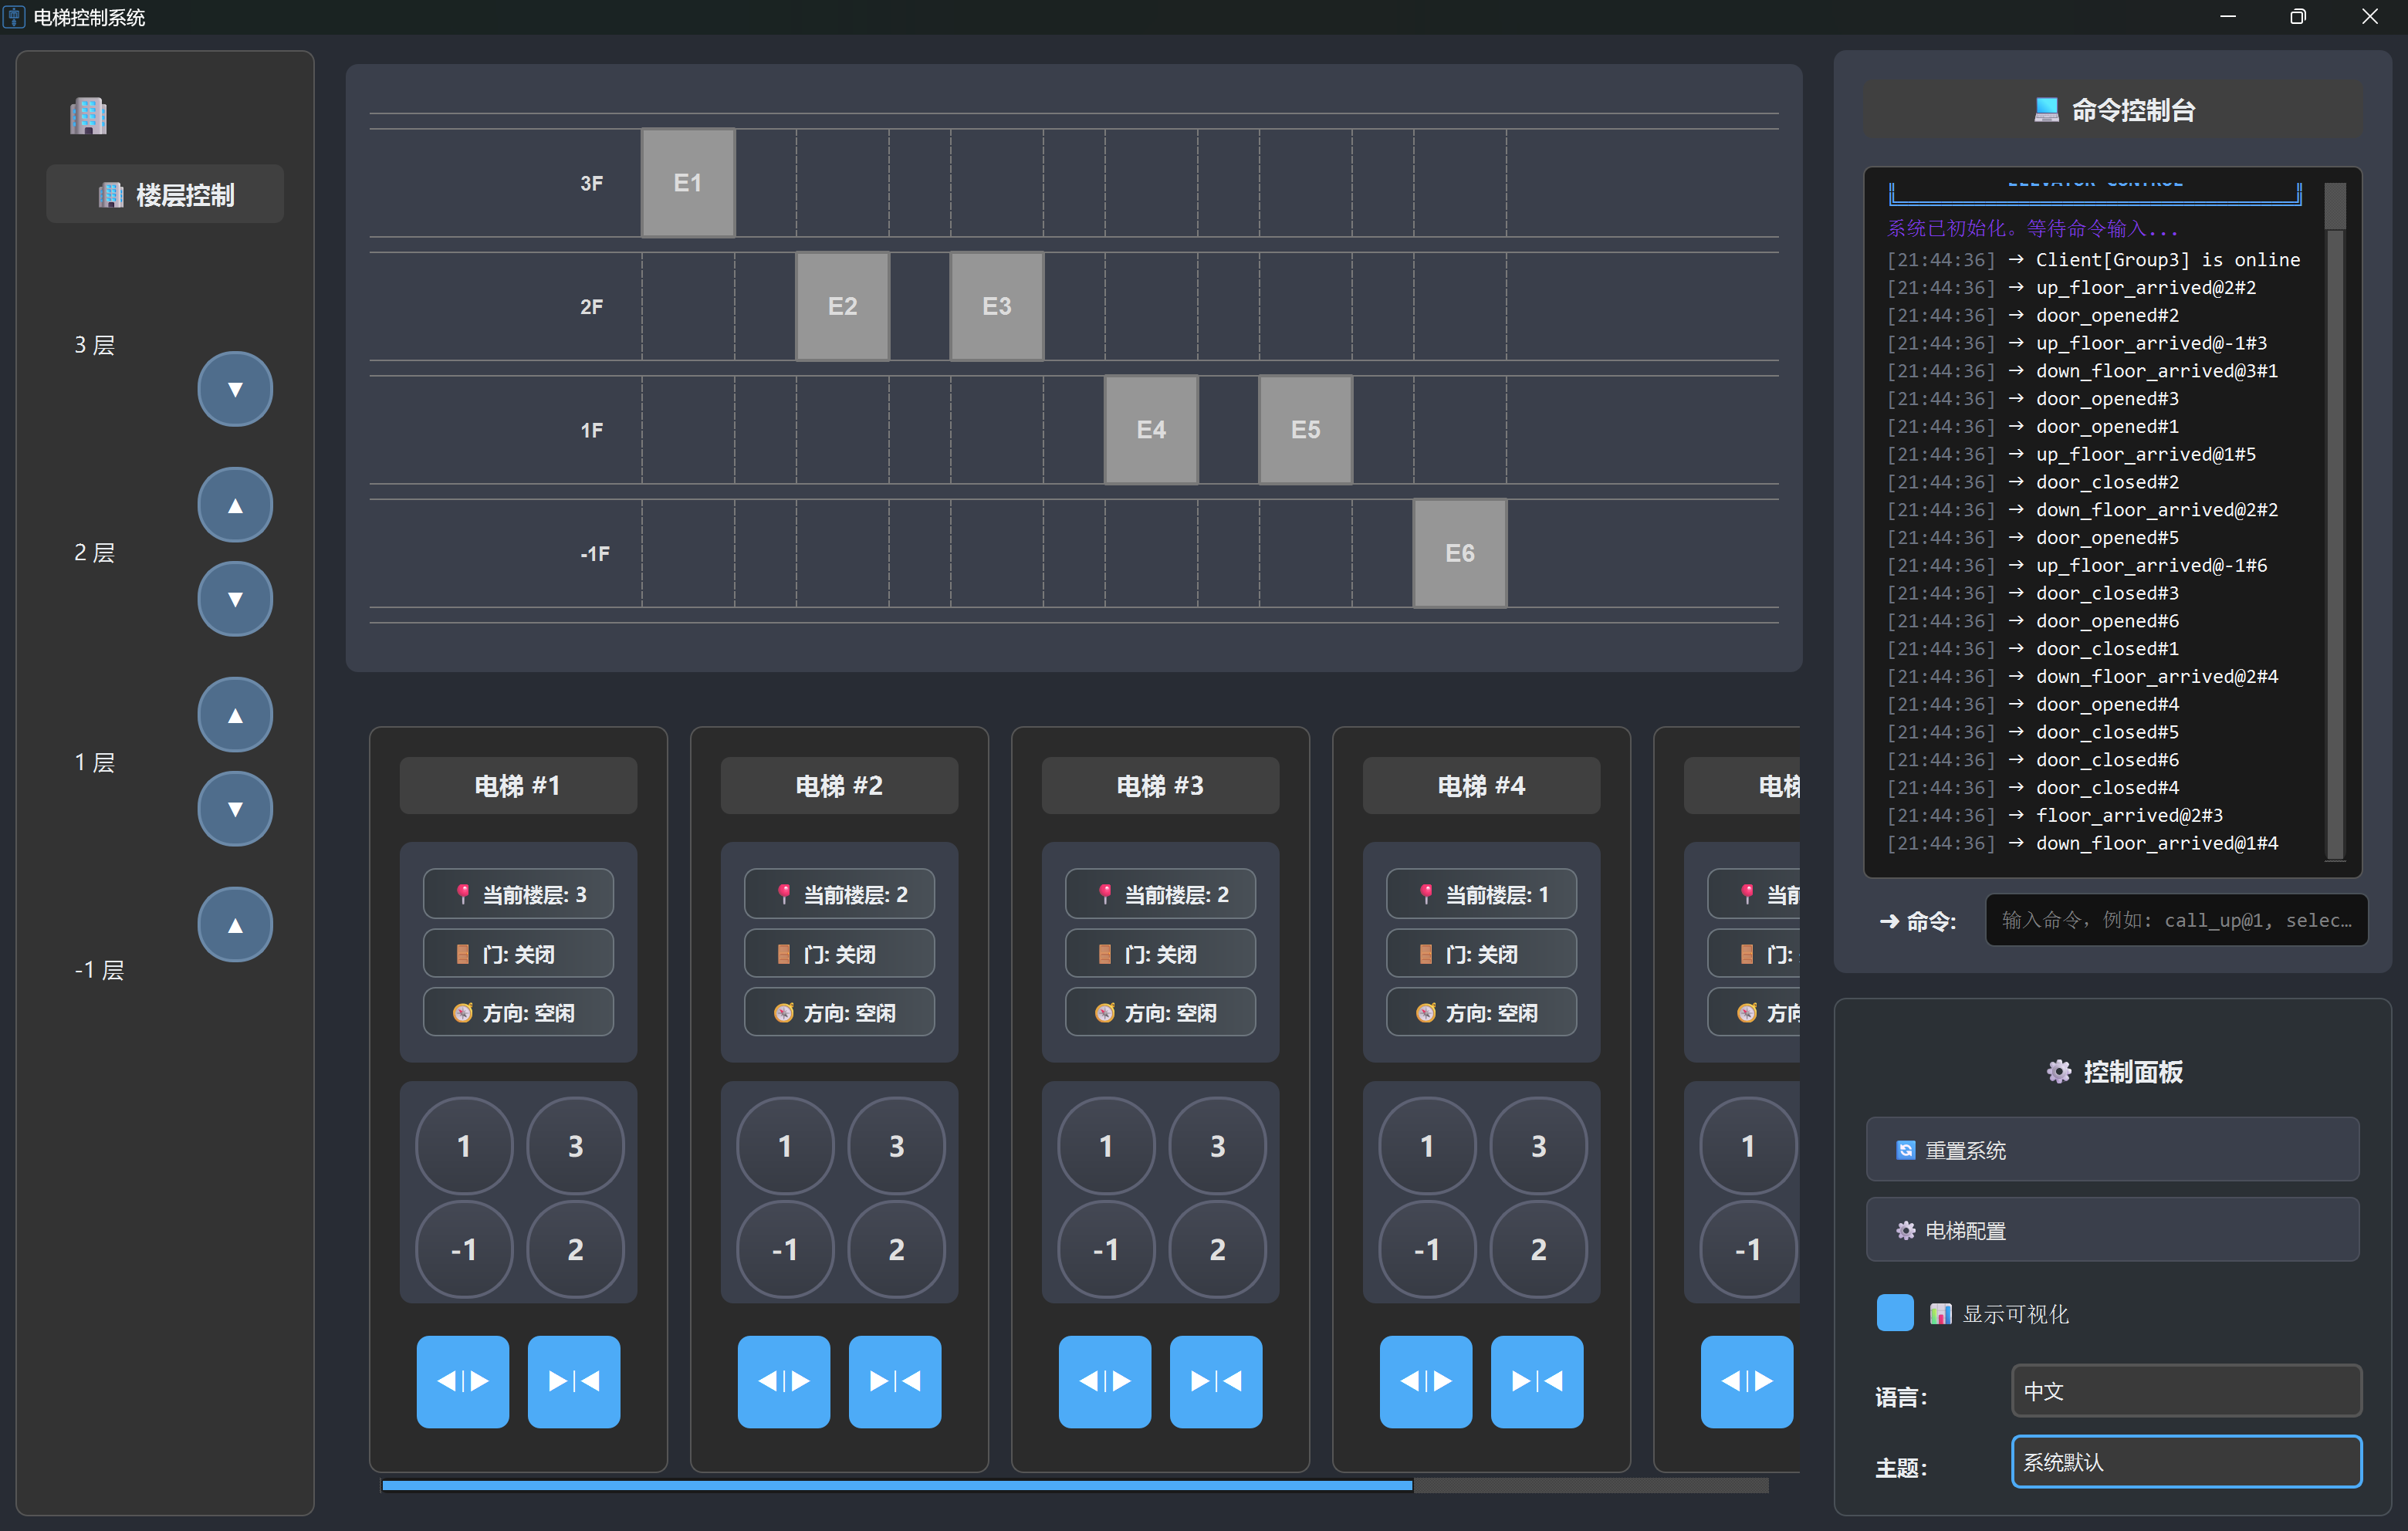 电梯控制系统
楼层控制
3 层
▼
▲
2 层
▼
▲
1 层
▼
▲
-1 层
3F
E1
2F
E2
E3
1F
E4
E5
-1F
E6
电梯 #1
当前楼层: 3
门: 关闭
方向: 空闲
1 3
-1 2
◀|▶ ▶|◀
电梯 #2
当前楼层: 2
门: 关闭
方向: 空闲
1 3
-1 2
◀|▶ ▶|◀
电梯 #3
当前楼层: 2
门: 关闭
方向: 空闲
1 3
-1 2
◀|▶ ▶|◀
电梯 #4
当前楼层: 1
门: 关闭
方向: 空闲
1 3
-1 2
◀|▶ ▶|◀
电梯
当前
门:
方向
1
-1
◀|▶
命令控制台
ELEVATOR CONTROL
系统已初始化。等待命令输入...
[21:44:36] → Client[Group3] is online
[21:44:36] → up_floor_arrived@2#2
[21:44:36] → door_opened#2
[21:44:36] → up_floor_arrived@-1#3
[21:44:36] → down_floor_arrived@3#1
[21:44:36] → door_opened#3
[21:44:36] → door_opened#1
[21:44:36] → up_floor_arrived@1#5
[21:44:36] → door_closed#2
[21:44:36] → down_floor_arrived@2#2
[21:44:36] → door_opened#5
[21:44:36] → up_floor_arrived@-1#6
[21:44:36] → door_closed#3
[21:44:36] → door_opened#6
[21:44:36] → door_closed#1
[21:44:36] → down_floor_arrived@2#4
[21:44:36] → door_opened#4
[21:44:36] → door_closed#5
[21:44:36] → door_closed#6
[21:44:36] → door_closed#4
[21:44:36] → floor_arrived@2#3
[21:44:36] → down_floor_arrived@1#4
➜ 命令: 输入命令，例如: call_up@1, selec…
控制面板
重置系统
电梯配置
显示可视化
语言: 中文
主题: 系统默认